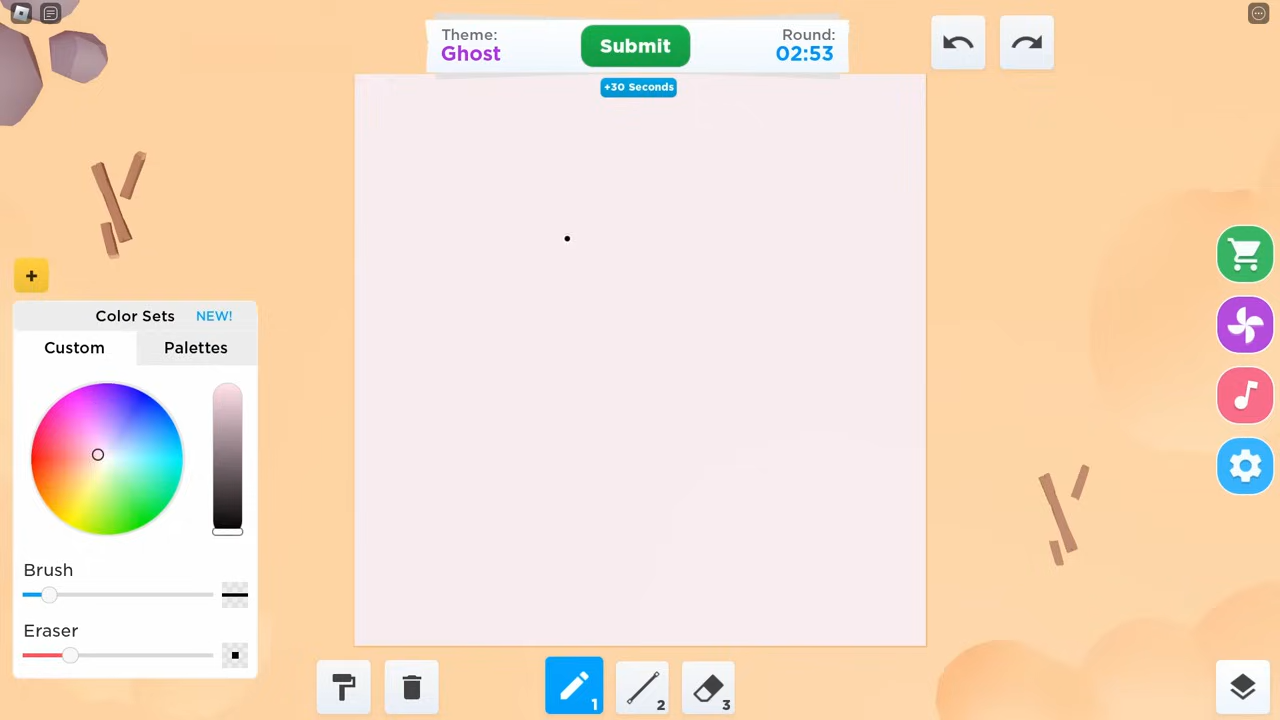 Theme:
Ghost
Submit
Round:
02:53
+30 Seconds
+
Color Sets NEW!
Custom
Palettes
Brush
Eraser
1
2
3